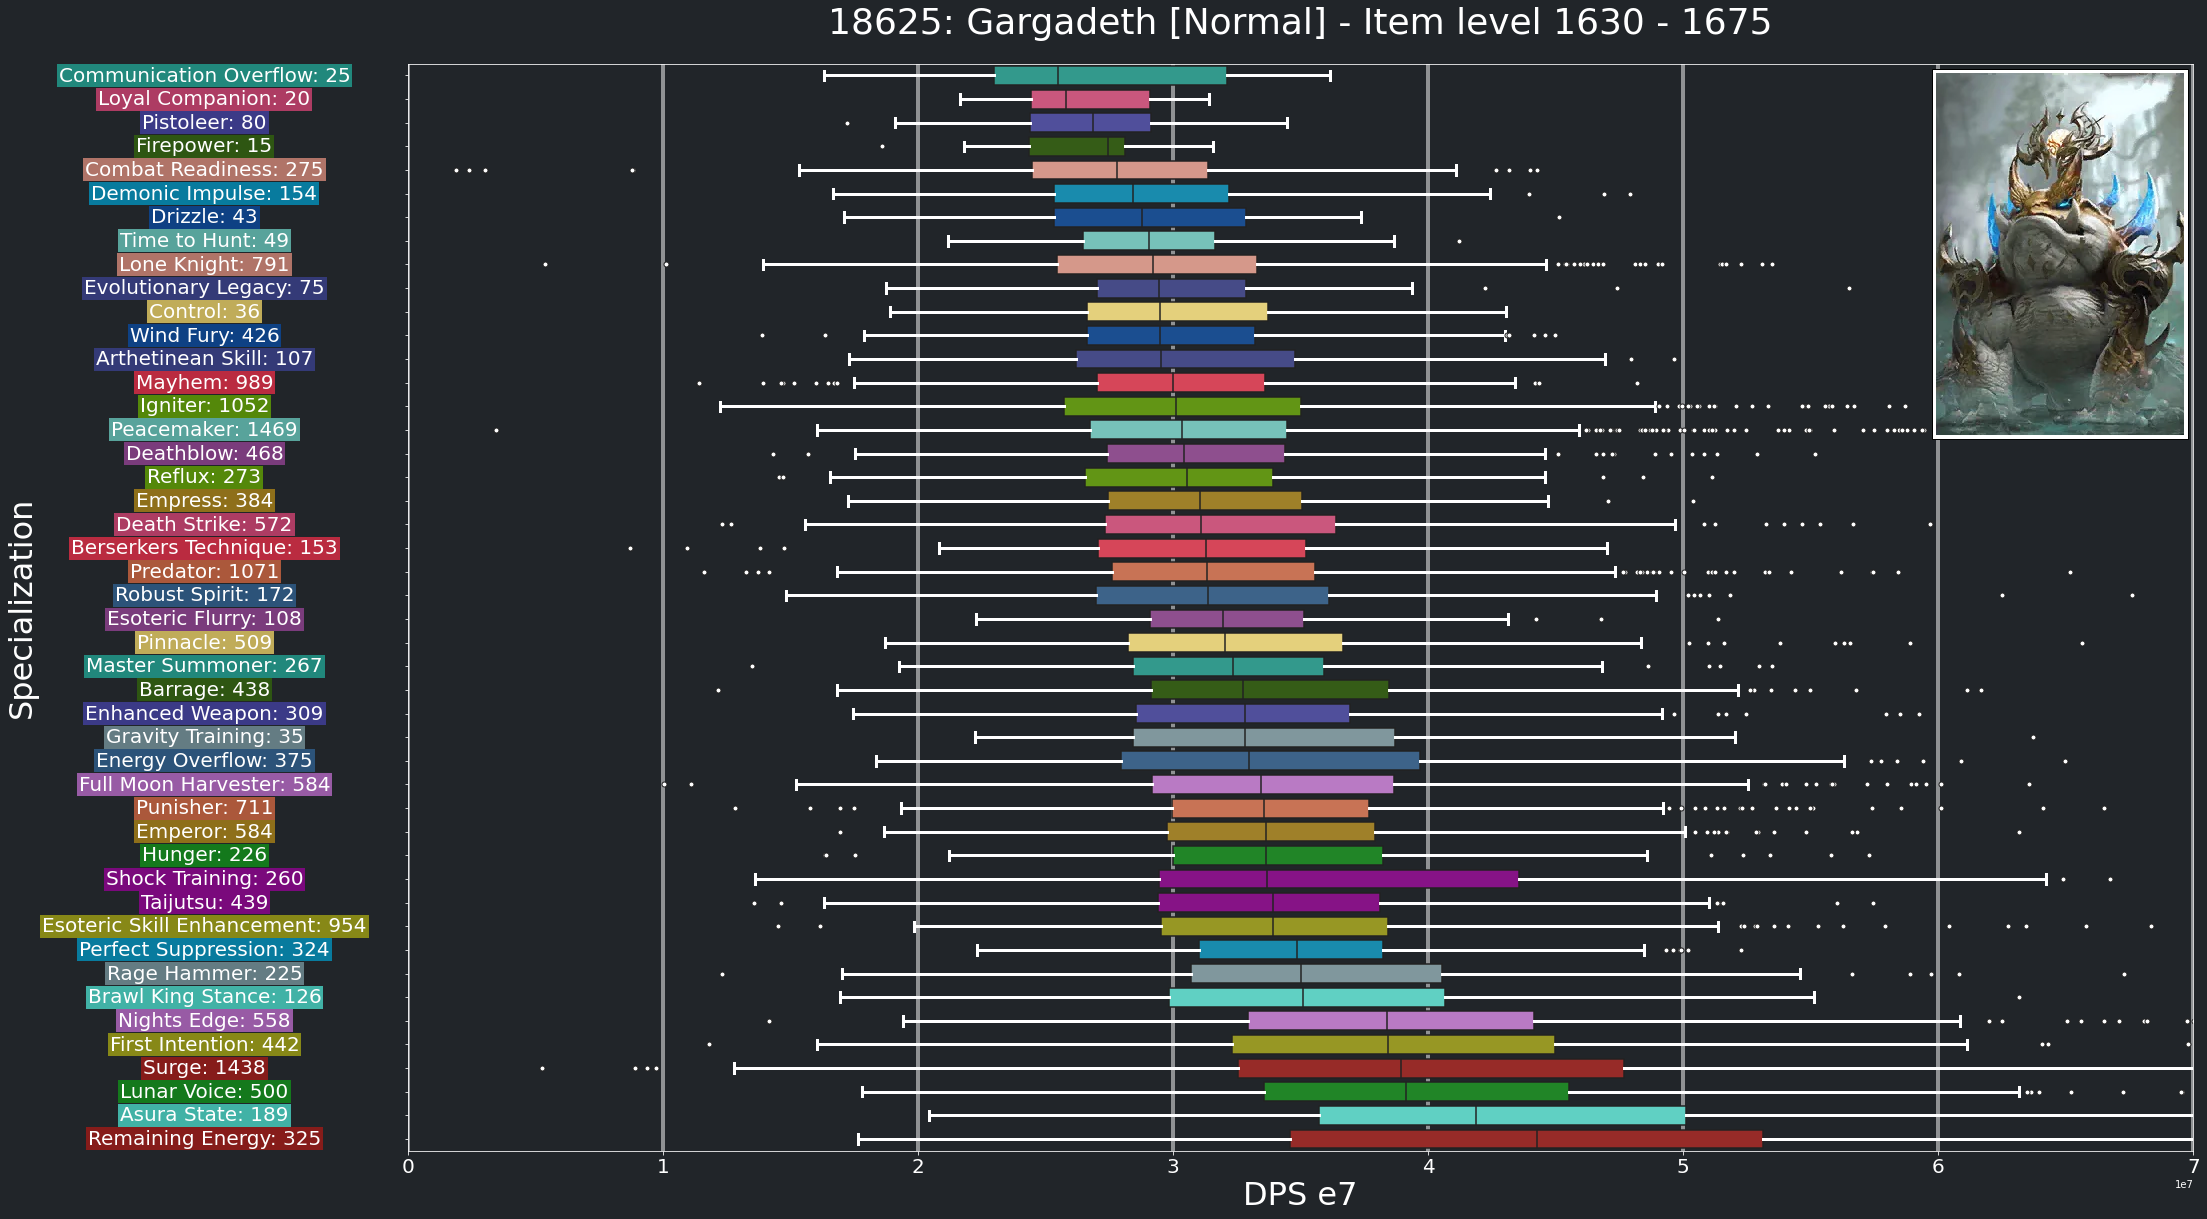 18625: Gargadeth [Normal] - Item level 1630 - 1675
Specialization
Communication Overflow: 25
Loyal Companion: 20
Pistoleer: 80
Firepower: 15
Combat Readiness: 275
Demonic Impulse: 154
Drizzle: 43
Time to Hunt: 49
Lone Knight: 791
Evolutionary Legacy: 75
Control: 36
Wind Fury: 426
Arthetinean Skill: 107
Mayhem: 989
Igniter: 1052
Peacemaker: 1469
Deathblow: 468
Reflux: 273
Empress: 384
Death Strike: 572
Berserkers Technique: 153
Predator: 1071
Robust Spirit: 172
Esoteric Flurry: 108
Pinnacle: 509
Master Summoner: 267
Barrage: 438
Enhanced Weapon: 309
Gravity Training: 35
Energy Overflow: 375
Full Moon Harvester: 584
Punisher: 711
Emperor: 584
Hunger: 226
Shock Training: 260
Taijutsu: 439
Esoteric Skill Enhancement: 954
Perfect Suppression: 324
Rage Hammer: 225
Brawl King Stance: 126
Nights Edge: 558
First Intention: 442
Surge: 1438
Lunar Voice: 500
Asura State: 189
Remaining Energy: 325
0 1 2 3 4 5 6 7
1e7
DPS e7